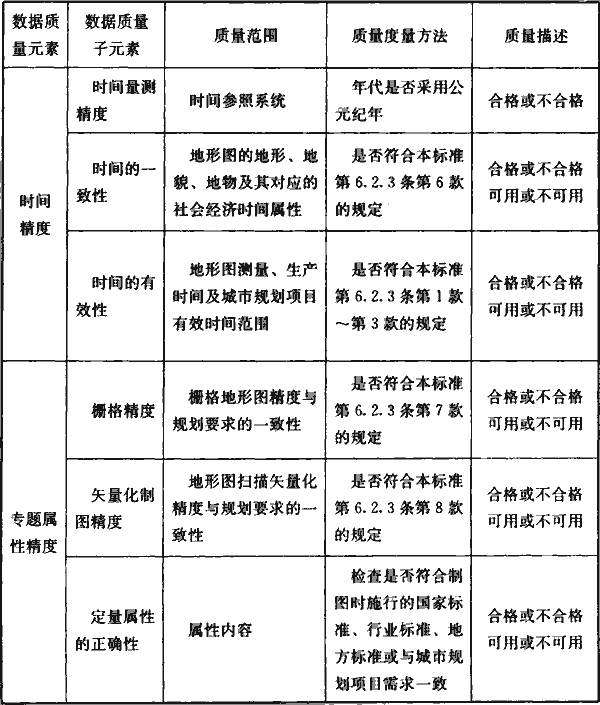 数据质量元素
数据质量子元素
质量范围
质量度量方法
质量描述
时间精度
时间量测
精度
时间参照系统
年代是否采用公
元纪年
合格或不合格
时间的一
致性
地形图的地形、地
貌、地物及其对应的
社会经济时间属性
是否符合本标准
第6.2.3条第6款
的规定
合格或不合格
可用或不可用
时间的有
效性
地形图测量、生产
时间及城市规划项目
有效时间范围
是否符合本标准
第6.2.3条第1款
～第3款的规定
合格或不合格
可用或不可用
专题属
性精度
栅格精度
栅格地形图精度与
规划要求的一致性
是否符合本标准
第6.2.3条第7款
的规定
合格或不合格
可用或不可用
矢量化制
图精度
地形图扫描矢量化
精度与规划要求的一
致性
是否符合本标准
第6.2.3条第8款
的规定
合格或不合格
可用或不可用
定量属性
的正确性
属性内容
检查是否符合制
图时施行的国家标
准、行业标准、地
方标准或与城市规
划项目需求一致
合格或不合格
可用或不可用